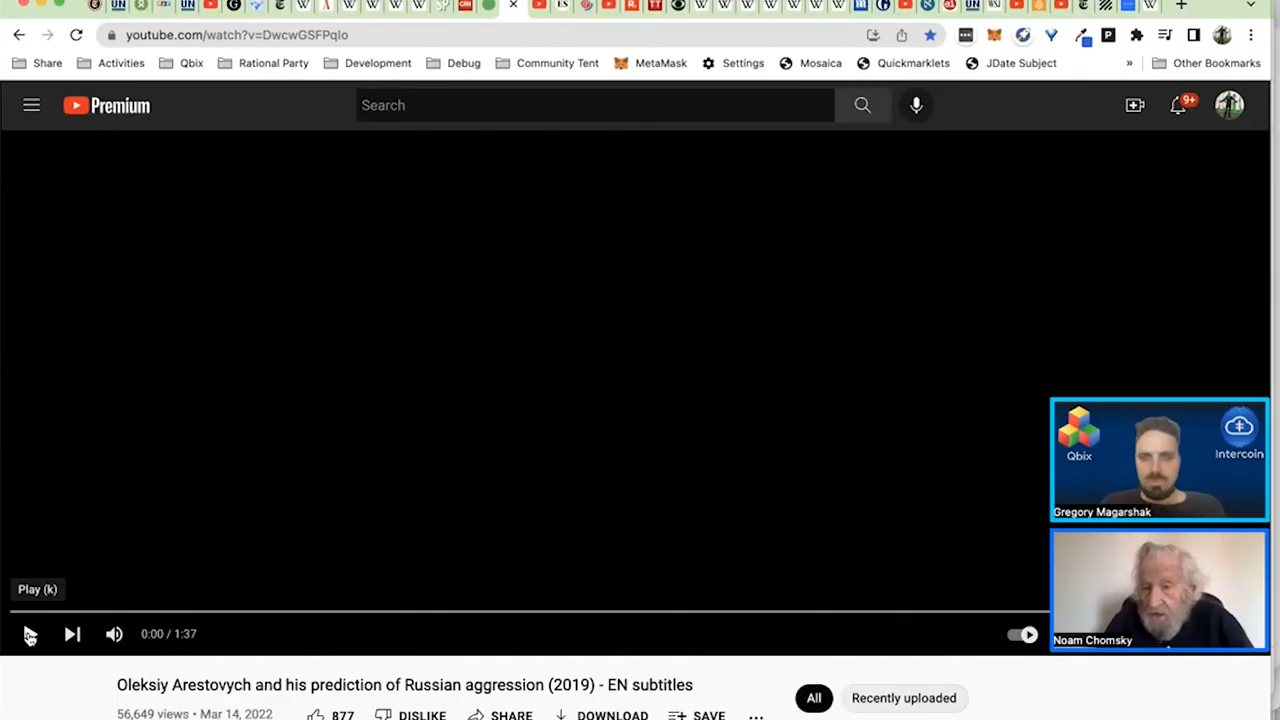 youtube.com/watch?v=DwcwGSFPqIo
Share Activities Qbix Rational Party Development Debug Community Tent MetaMask Settings Mosaica Quickmarklets JDate Subject » Other Bookmarks
Premium
Search
9+
Qbix
Intercoin
Gregory Magarshak
Play (k)
0:00 / 1:37
Noam Chomsky
Oleksiy Arestovych and his prediction of Russian aggression (2019) - EN subtitles
All
Recently uploaded
56,649 views • Mar 14, 2022
877 DISLIKE SHARE DOWNLOAD SAVE ...